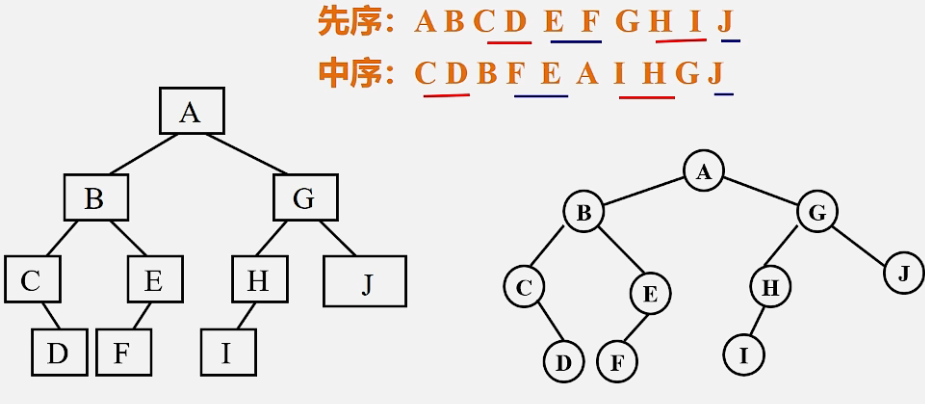 先序：A B C D E F G H I J
中序：C D B F E A I H G J
A
B G
C E H J
D F I
A
B G
C E H J
D F I